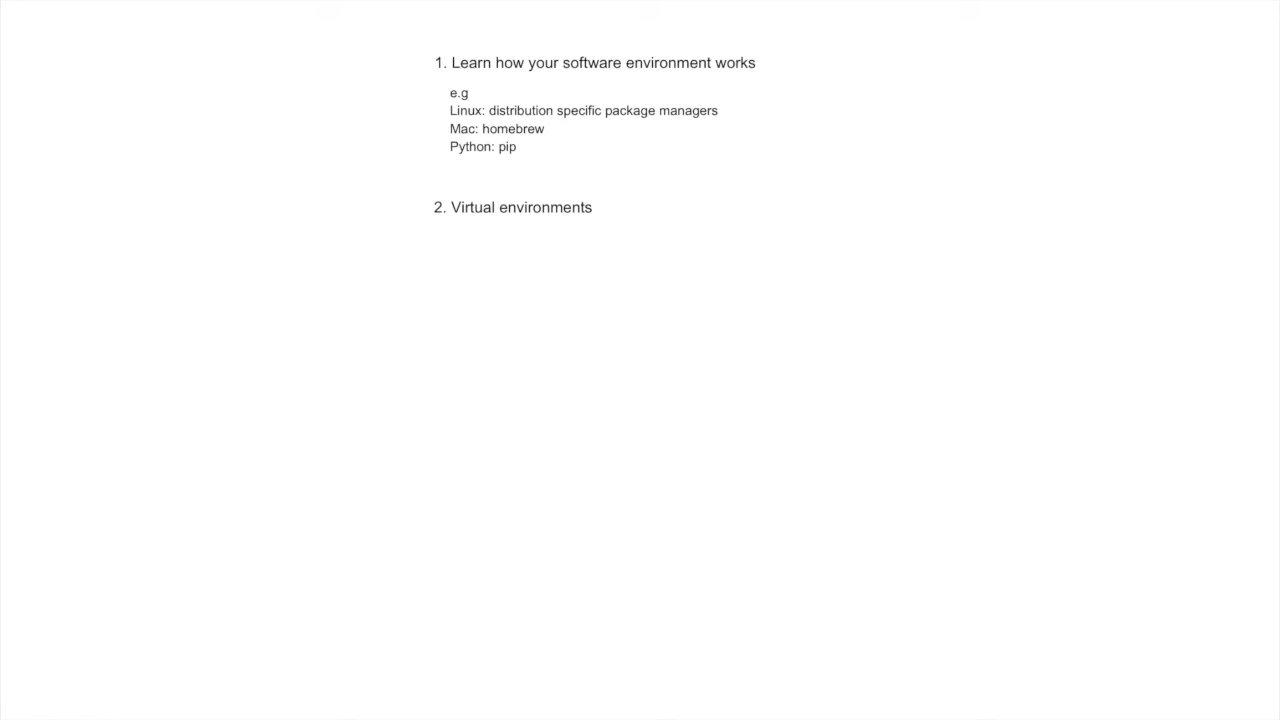 1. Learn how your software environment works
e.g
Linux: distribution specific package managers
Mac: homebrew
Python: pip
2. Virtual environments